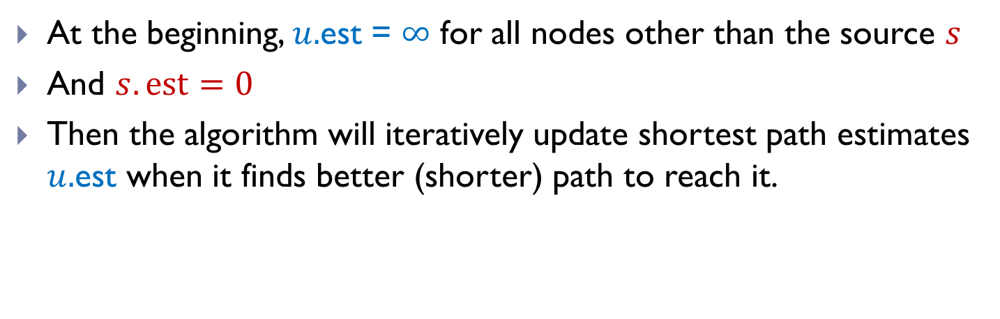 At the beginning, u.est = ∞ for all nodes other than the source s
And s. est = 0
Then the algorithm will iteratively update shortest path estimates
u.est when it finds better (shorter) path to reach it.